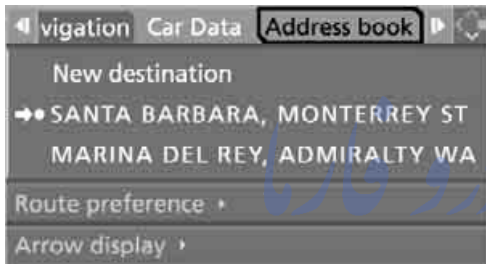 vigation Car Data Address book
New destination
SANTA BARBARA, MONTERREY ST
MARINA DEL REY, ADMIRALTY WA
Route preference
Arrow display